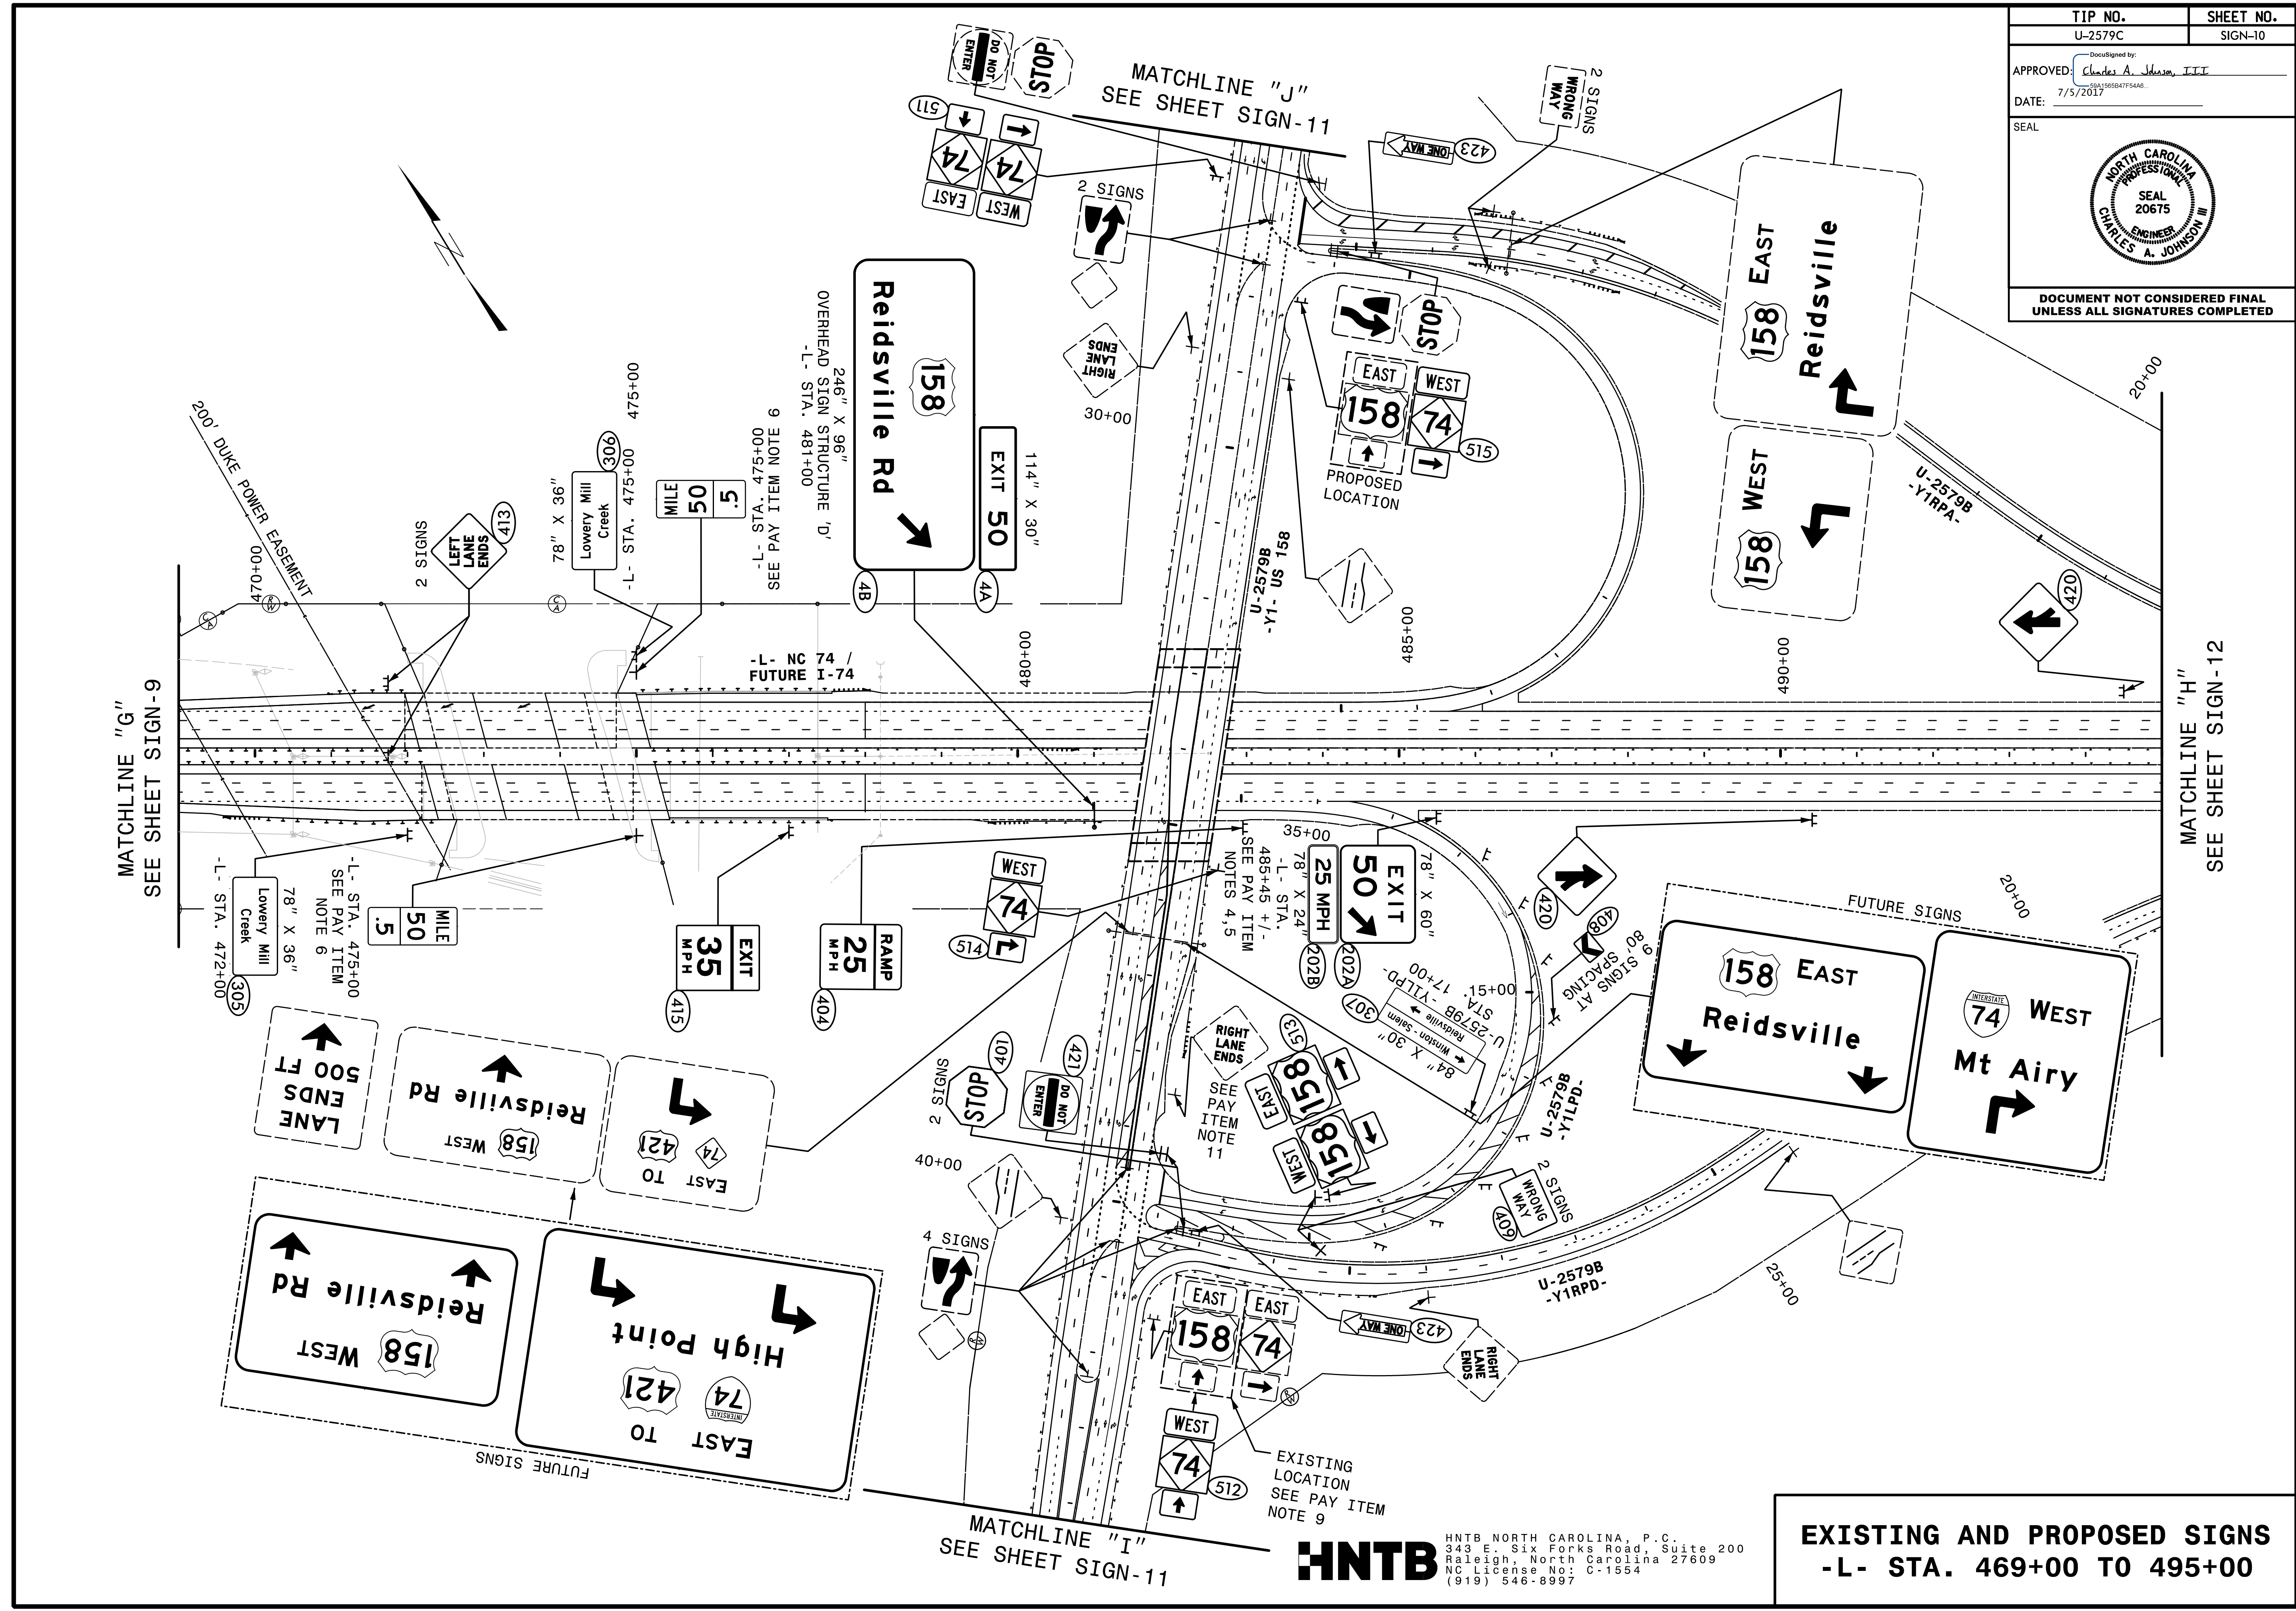 TIP NO.
SHEET NO.
U-2579C
SIGN-10
DocuSigned by:
APPROVED: Charles A. Johnson, III
59A1565B47F54A6...
DATE: 7/5/2017
SEAL
NORTH CAROLINA
PROFESSIONAL
SEAL
20675
ENGINEER
CHARLES A. JOHNSON III
DOCUMENT NOT CONSIDERED FINAL
UNLESS ALL SIGNATURES COMPLETED
DO NOT
ENTER
STOP
MATCHLINE "J"
SEE SHEET SIGN-11
511
74
EAST
74
WEST
2 SIGNS
RIGHT
LANE
ENDS
30+00
ONE WAY
423
WRONG
WAY
2 SIGNS
158 EAST
Reidsville
158 WEST
U-2579B
-Y1RPA-
20+00
STOP
EAST
158
WEST
74
515
PROPOSED
LOCATION
U-2579B
-Y1- US 158
200' DUKE POWER EASEMENT
470+00
R/W
C/A
C/A
2 SIGNS
LEFT
LANE
ENDS
413
78" X 36"
Lowery Mill
Creek
306
-L- STA. 475+00
475+00
MILE
50
.5
-L- STA. 475+00
SEE PAY ITEM NOTE 6
-L- STA. 481+00
OVERHEAD SIGN STRUCTURE 'D'
246" X 96"
158
Reidsville Rd
4B
EXIT 50
114" X 30"
4A
480+00
485+00
490+00
420
-L- NC 74 /
FUTURE I-74
MATCHLINE "G"
SEE SHEET SIGN-9
MATCHLINE "H"
SEE SHEET SIGN-12
-L- STA. 472+00
Lowery Mill
Creek
78" X 36"
305
-L- STA. 475+00
SEE PAY ITEM
NOTE 6
MILE
50
.5
EXIT
35
MPH
415
RAMP
25
MPH
404
WEST
74
514
35+00
-L- STA.
485+45 +/-
SEE PAY ITEM
NOTES 4,5
78" X 24"
25 MPH
202B
EXIT
50
78" X 60"
202A
420
408
9 SIGNS AT
80' SPACING
15+00
U-2579B -Y1LPD-
STA. 17+00
Winston - Salem
Reidsville
84" X 30"
307
FUTURE SIGNS
158 EAST
Reidsville
INTERSTATE
74
WEST
Mt Airy
20+00
LANE
ENDS
500 FT
158 WEST
Reidsville Rd
EAST
74
TO
421
2 SIGNS
STOP
401
DO NOT
ENTER
421
RIGHT
LANE
ENDS
SEE
PAY
ITEM
NOTE
11
513
EAST
158
WEST
158
U-2579B
-Y1LPD-
WRONG
WAY
409
2 SIGNS
40+00
4 SIGNS
R/W
158 WEST
Reidsville Rd
EAST
INTERSTATE
74
TO
421
High Point
FUTURE SIGNS
EAST
158
EAST
74
ONE WAY
423
RIGHT
LANE
ENDS
U-2579B
-Y1RPD-
25+00
R/W
WEST
74
512
EXISTING
LOCATION
SEE PAY ITEM
NOTE 9
MATCHLINE "I"
SEE SHEET SIGN-11
HNTB
HNTB NORTH CAROLINA, P.C.
343 E. Six Forks Road, Suite 200
Raleigh, North Carolina 27609
NC License No: C-1554
(919) 546-8997
EXISTING AND PROPOSED SIGNS
-L- STA. 469+00 TO 495+00